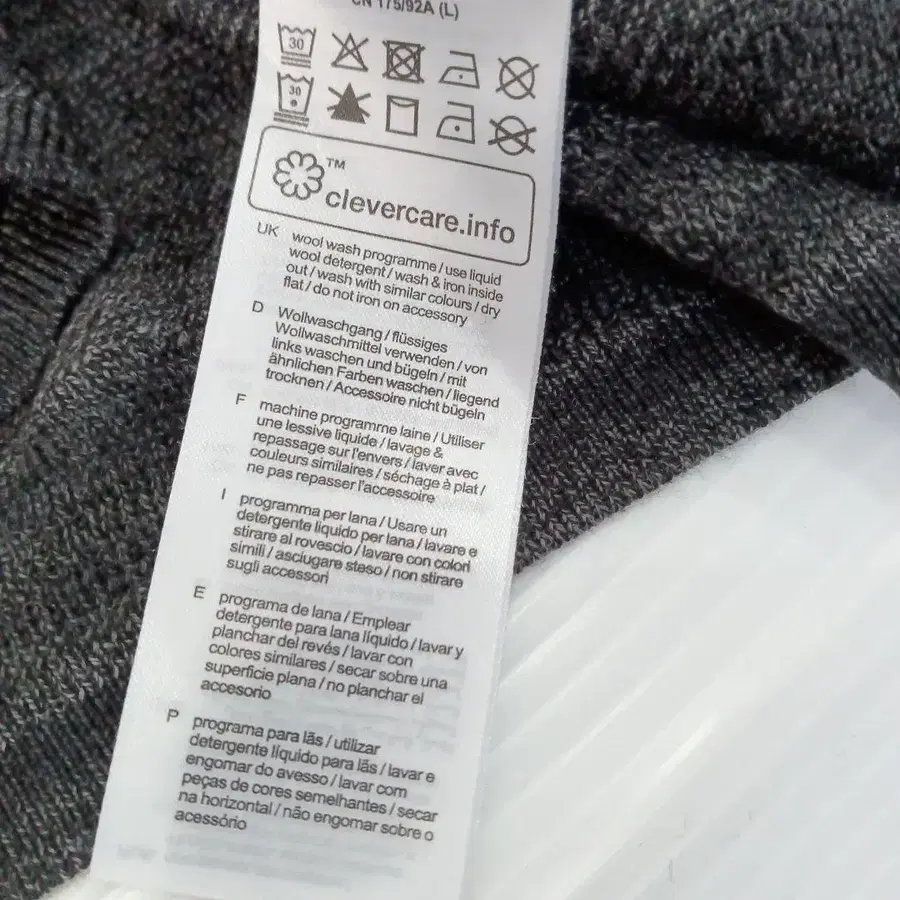 CN 175/92A (L)
30
30
TM
clevercare.info
UK wool wash programme / use liquid
wool detergent / wash & iron inside
out / wash with similar colours / dry
flat / do not iron on accessory
D Wollwaschgang / flüssiges
Wollwaschmittel verwenden / von
links waschen und bügeln / mit
ähnlichen Farben waschen / liegend
trocknen / Accessoire nicht bügeln
F machine programme laine / Utiliser
une lessive liquide / lavage &
repassage sur l'envers / laver avec
couleurs similaires / séchage à plat /
ne pas repasser l'accessoire
I programma per lana / Usare un
detergente liquido per lana / lavare e
stirare al rovescio / lavare con colori
simili / asciugare steso / non stirare
sugli accessori
E programa de lana / Emplear
detergente para lana líquido / lavar y
planchar del revés / lavar con
colores similares / secar sobre una
superficie plana / no planchar el
accesorio
P programa para lãs / utilizar
detergente líquido para lãs / lavar e
engomar do avesso / lavar com
peças de cores semelhantes / secar
na horizontal / não engomar sobre o
acessório